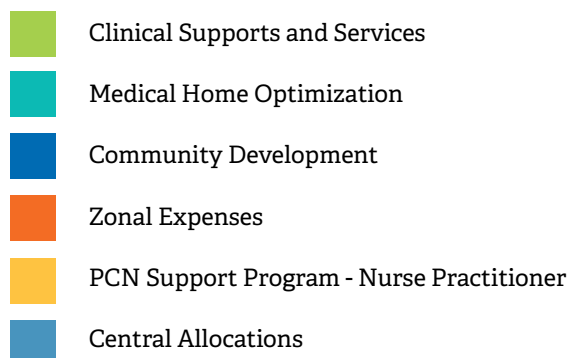 Clinical Supports and Services
Medical Home Optimization
Community Development
Zonal Expenses
PCN Support Program - Nurse Practitioner
Central Allocations